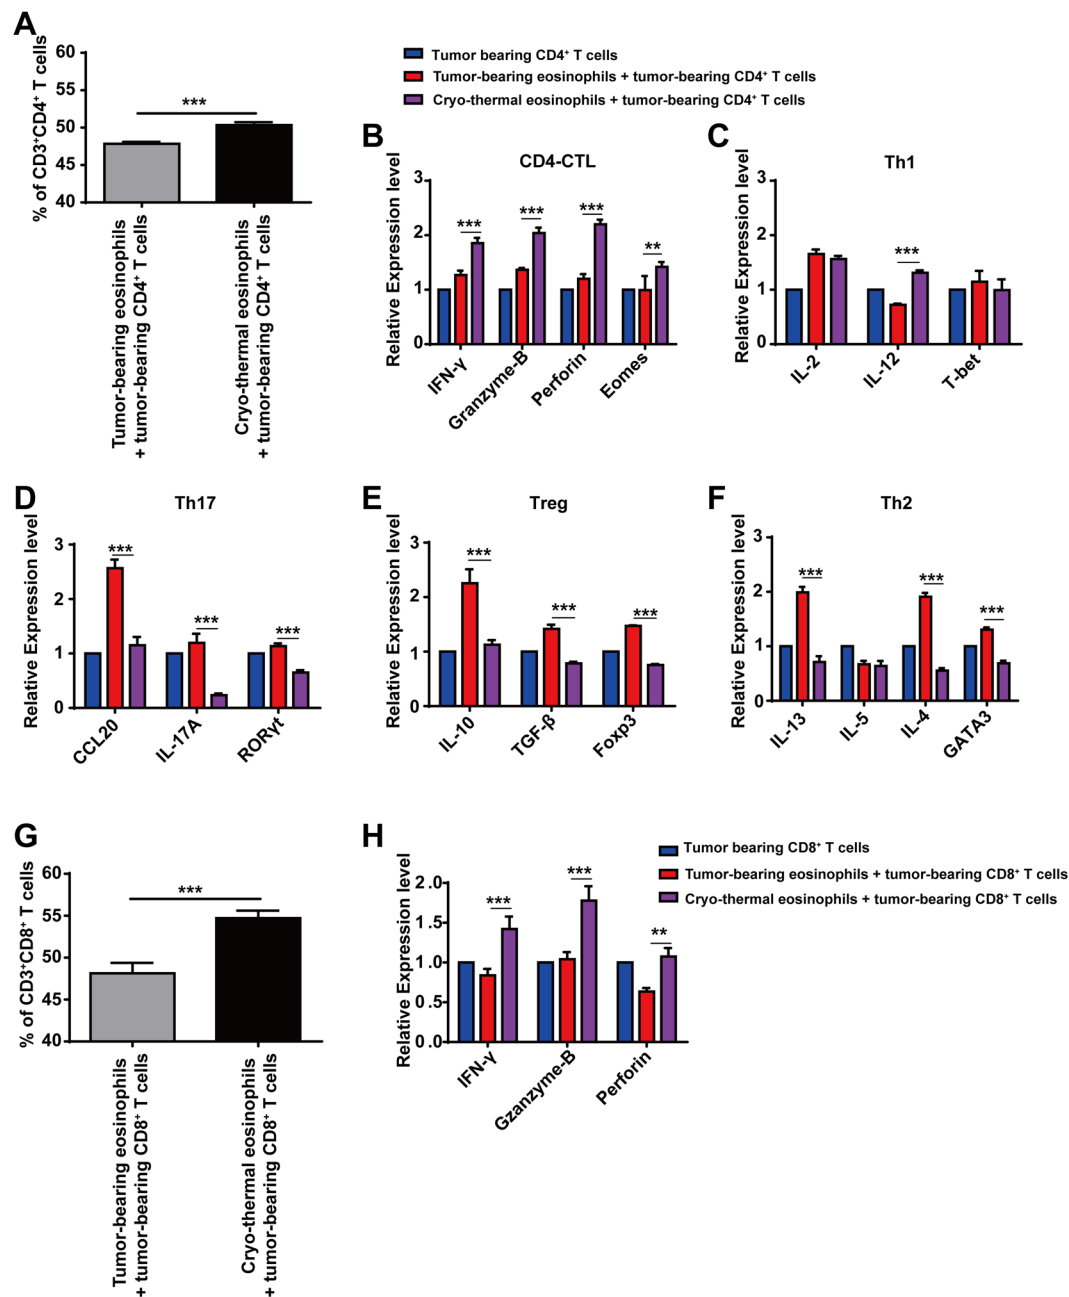 A
% of CD3⁺CD4⁺ T cells
60
55
50
45
40
***
Tumor-bearing eosinophils
+ tumor-bearing CD4⁺ T cells
Cryo-thermal eosinophils
+ tumor-bearing CD4⁺ T cells
Tumor bearing CD4⁺ T cells
Tumor-bearing eosinophils + tumor-bearing CD4⁺ T cells
Cryo-thermal eosinophils + tumor-bearing CD4⁺ T cells
B
CD4-CTL
Relative Expression level
3
2
1
0
***
***
***
**
IFN-γ
Granzyme-B
Perforin
Eomes
C
Th1
Relative Expression level
3
2
1
0
***
IL-2
IL-12
T-bet
D
Th17
Relative Expression level
3
2
1
0
***
***
***
CCL20
IL-17A
RORγt
E
Treg
Relative Expression level
3
2
1
0
***
***
***
IL-10
TGF-β
Foxp3
F
Th2
Relative Expression level
3
2
1
0
***
***
***
IL-13
IL-5
IL-4
GATA3
G
% of CD3⁺CD8⁺ T cells
60
55
50
45
40
***
Tumor-bearing eosinophils
+ tumor-bearing CD8⁺ T cells
Cryo-thermal eosinophils
+ tumor-bearing CD8⁺ T cells
H
Relative Expression level
2.0
1.5
1.0
0.5
0.0
***
***
**
IFN-γ
Gzanzyme-B
Perforin
Tumor bearing CD8⁺ T cells
Tumor-bearing eosinophils + tumor-bearing CD8⁺ T cells
Cryo-thermal eosinophils + tumor-bearing CD8⁺ T cells